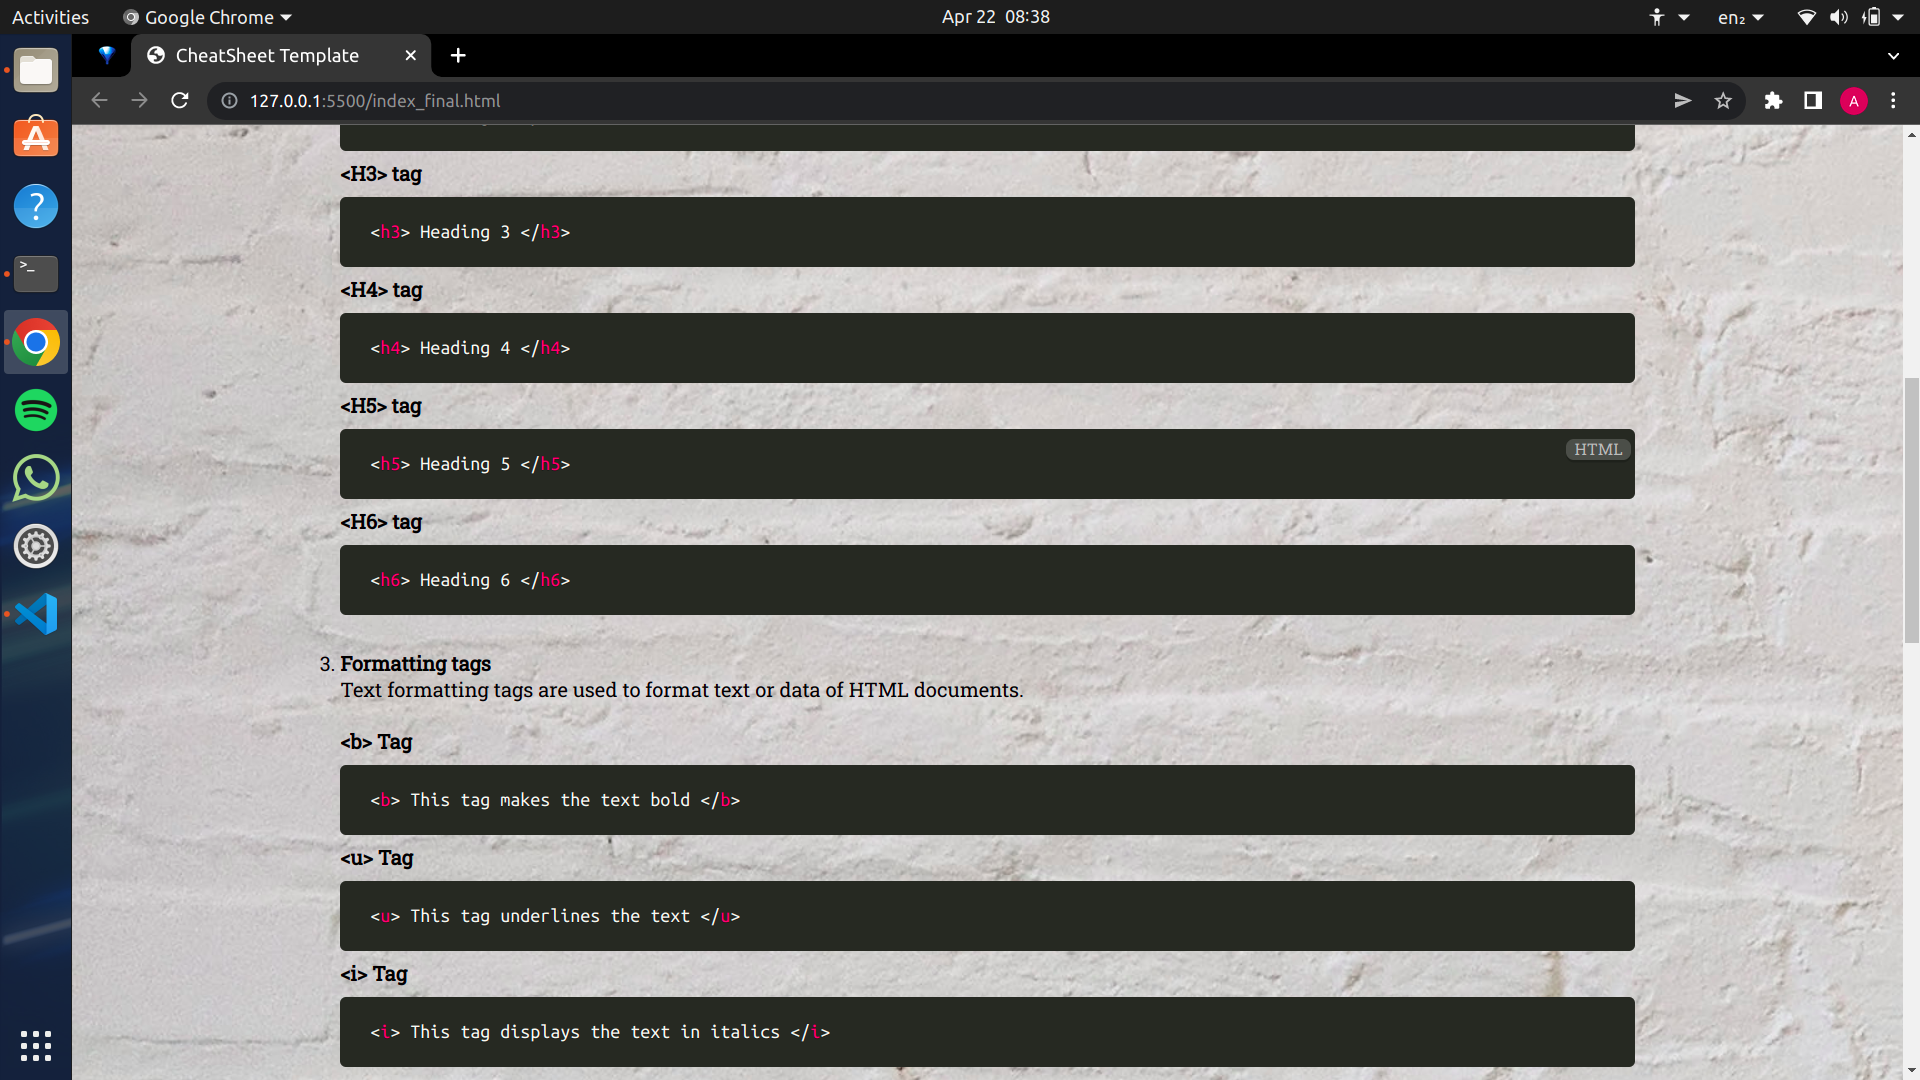 Activities Google Chrome Apr 22 08:38 en₂
CheatSheet Template
127.0.0.1:5500/index_final.html A
<H3> tag
<h3> Heading 3 </h3>
<H4> tag
<h4> Heading 4 </h4>
<H5> tag
HTML
<h5> Heading 5 </h5>
<H6> tag
<h6> Heading 6 </h6>
3. Formatting tags
Text formatting tags are used to format text or data of HTML documents.
<b> Tag
<b> This tag makes the text bold </b>
<u> Tag
<u> This tag underlines the text </u>
<i> Tag
<i> This tag displays the text in italics </i>